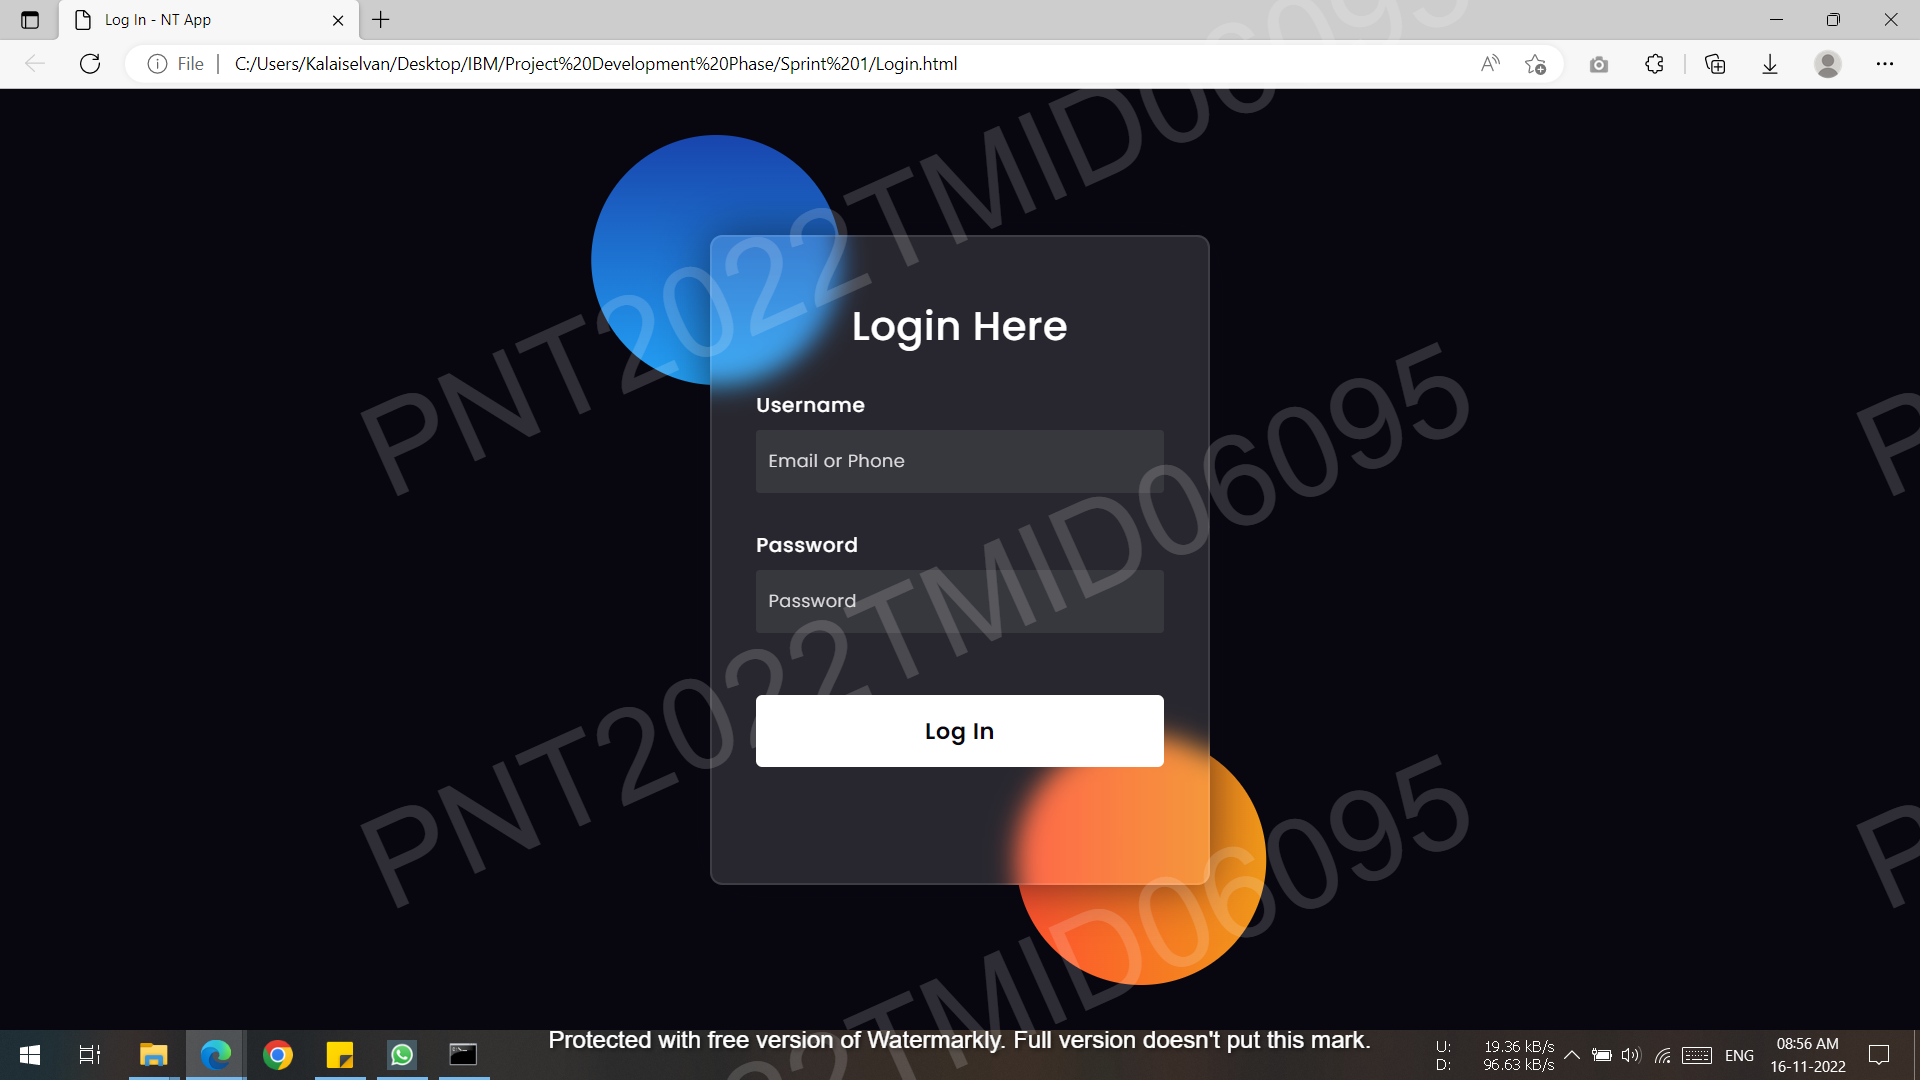 Log In - NT App
File
C:/Users/Kalaiselvan/Desktop/IBM/Project%20Development%20Phase/Sprint%201/Login.html
PNT2022TMID06095
Login Here
Username
Email or Phone
PNT2022TMID06095
Password
Password
Log In
PNT2022TMID06095
P
P
Protected with free version of Watermarkly. Full version doesn't put this mark.
U: 19.36 kB/s
D: 96.63 kB/s
ENG
08:56 AM
16-11-2022